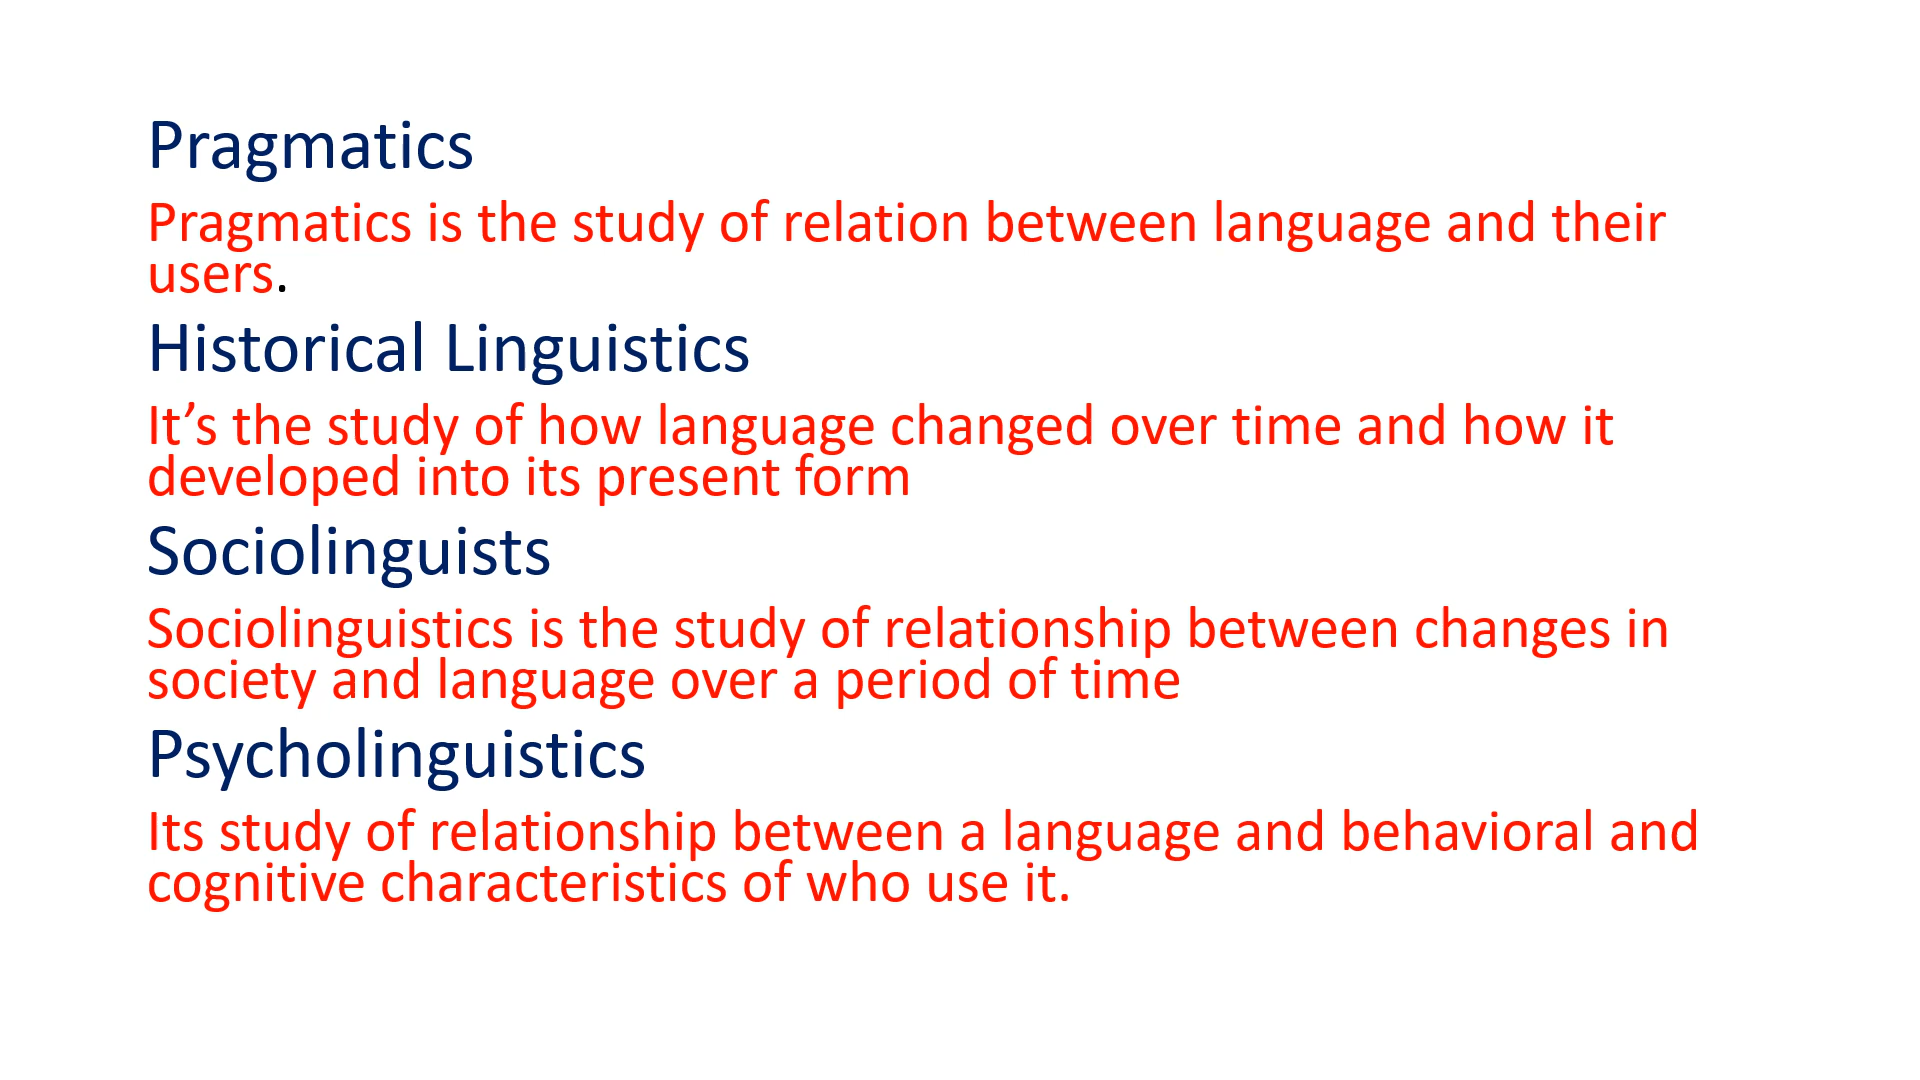 Pragmatics
Pragmatics is the study of relation between language and their
users.
Historical Linguistics
It’s the study of how language changed over time and how it
developed into its present form
Sociolinguists
Sociolinguistics is the study of relationship between changes in
society and language over a period of time
Psycholinguistics
Its study of relationship between a language and behavioral and
cognitive characteristics of who use it.